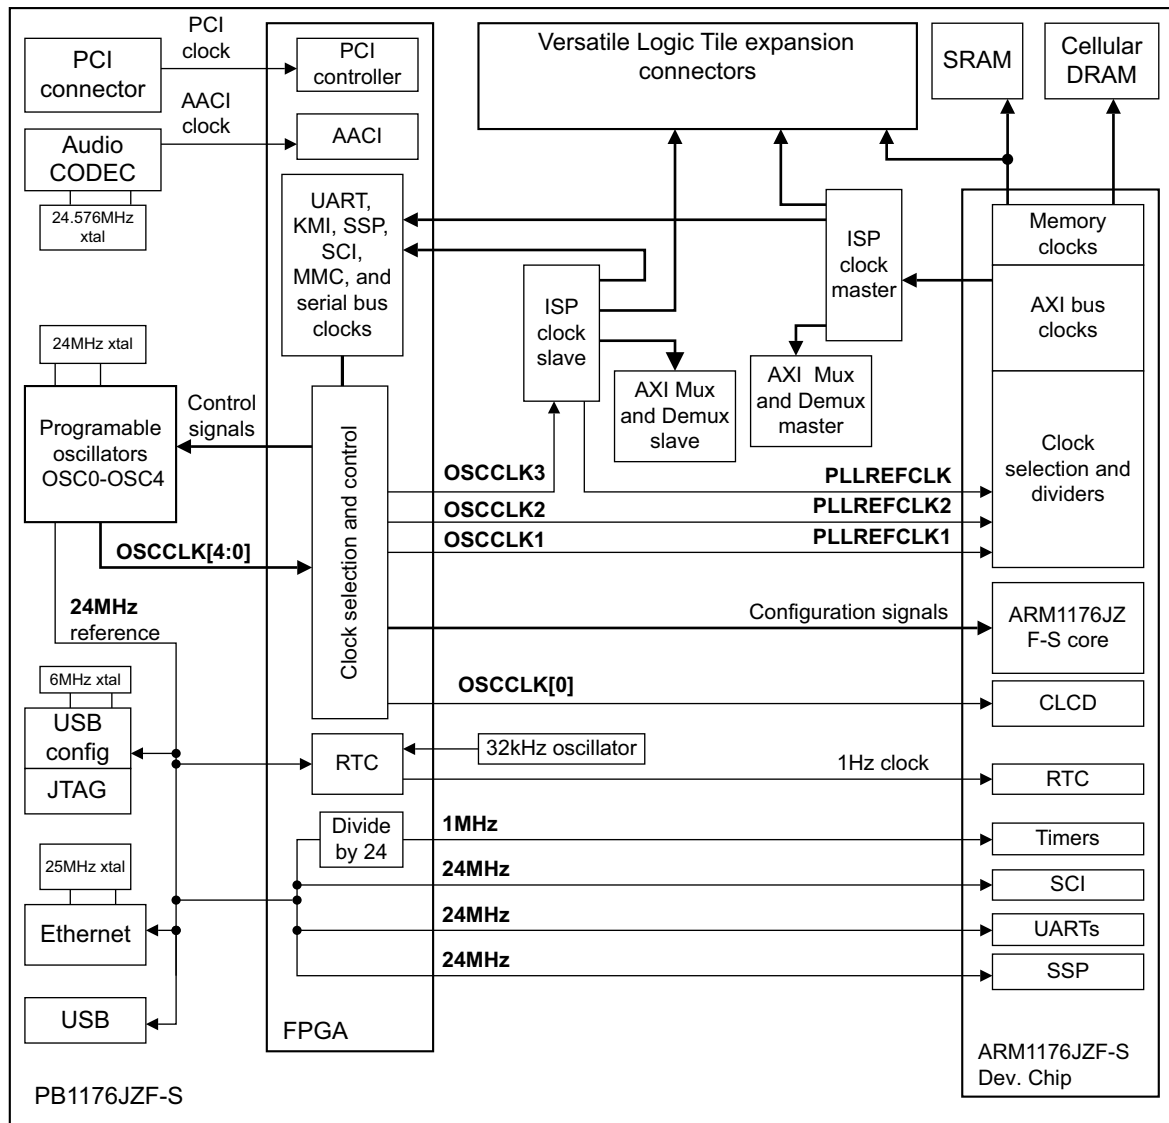 PCI
clock
PCI
connector
PCI
controller
AACI
clock
Audio
CODEC
AACI
24.576MHz
xtal
UART,
KMI, SSP,
SCI,
MMC, and
serial bus
clocks
Versatile Logic Tile expansion
connectors
SRAM
Cellular
DRAM
ISP
clock
master
Memory
clocks
AXI bus
clocks
ISP
clock
slave
AXI Mux
and Demux
slave
AXI  Mux
and Demux
master
Clock
selection and
dividers
24MHz xtal
Programable
oscillators
OSC0-OSC4
Control
signals
Clock selection and control
OSCCLK3
PLLREFCLK
OSCCLK2
PLLREFCLK2
OSCCLK1
PLLREFCLK1
OSCCLK[4:0]
24MHz
reference
Configuration signals
ARM1176JZ
F-S core
OSCCLK[0]
CLCD
6MHz xtal
USB
config
JTAG
RTC
32kHz oscillator
1Hz clock
RTC
Divide
by 24
1MHz
Timers
25MHz xtal
Ethernet
24MHz
SCI
24MHz
UARTs
24MHz
SSP
USB
FPGA
ARM1176JZF-S
Dev. Chip
PB1176JZF-S